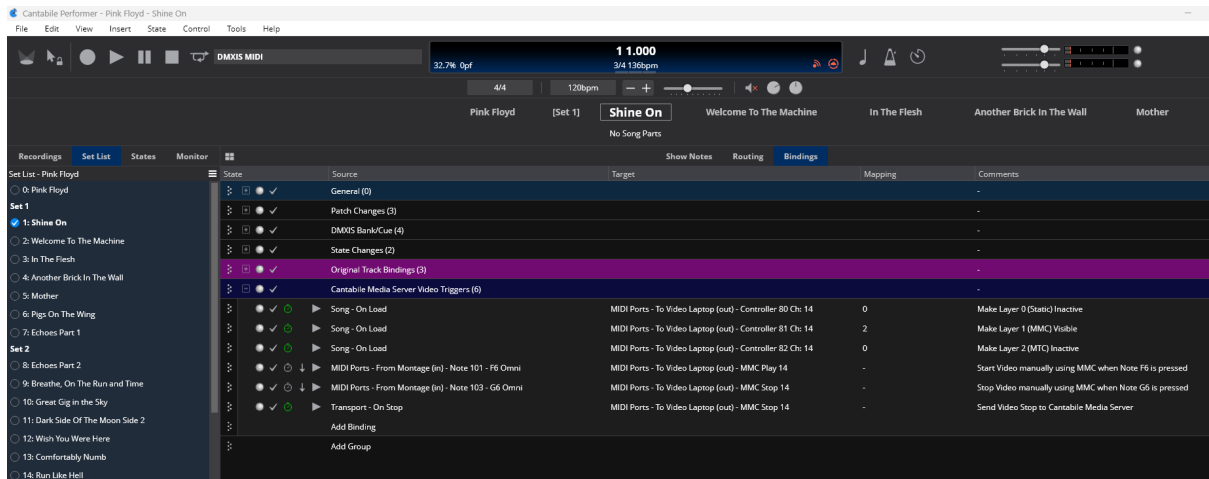 Cantabile Performer - Pink Floyd - Shine On
File Edit View Insert State Control Tools Help
DMXIS MIDI
1 1.000
32.7% 0pf 3/4 136bpm
4/4 120bpm
Pink Floyd [Set 1] Shine On Welcome To The Machine In The Flesh Another Brick In The Wall Mother
No Song Parts
Recordings Set List States Monitor Show Notes Routing Bindings
Set List - Pink Floyd
0: Pink Floyd
Set 1
1: Shine On
2: Welcome To The Machine
3: In The Flesh
4: Another Brick In The Wall
5: Mother
6: Pigs On The Wing
7: Echoes Part 1
Set 2
8: Echoes Part 2
9: Breathe, On The Run and Time
10: Great Gig in the Sky
11: Dark Side Of The Moon Side 2
12: Wish You Were Here
13: Comfortably Numb
14: Run Like Hell
State Source Target Mapping Comments
General (0) -
Patch Changes (3) -
DMXIS Bank/Cue (4) -
State Changes (2) -
Original Track Bindings (3) -
Cantabile Media Server Video Triggers (6) -
Song - On Load MIDI Ports - To Video Laptop (out) - Controller 80 Ch: 14 0 Make Layer 0 (Static) Inactive
Song - On Load MIDI Ports - To Video Laptop (out) - Controller 81 Ch: 14 2 Make Layer 1 (MMC) Visible
Song - On Load MIDI Ports - To Video Laptop (out) - Controller 82 Ch: 14 0 Make Layer 2 (MTC) Inactive
MIDI Ports - From Montage (in) - Note 101 - F6 Omni MIDI Ports - To Video Laptop (out) - MMC Play 14 - Start Video manually using MMC when Note F6 is pressed
MIDI Ports - From Montage (in) - Note 103 - G6 Omni MIDI Ports - To Video Laptop (out) - MMC Stop 14 - Stop Video manually using MMC when Note G6 is pressed
Transport - On Stop MIDI Ports - To Video Laptop (out) - MMC Stop 14 - Send Video Stop to Cantabile Media Server
Add Binding
Add Group